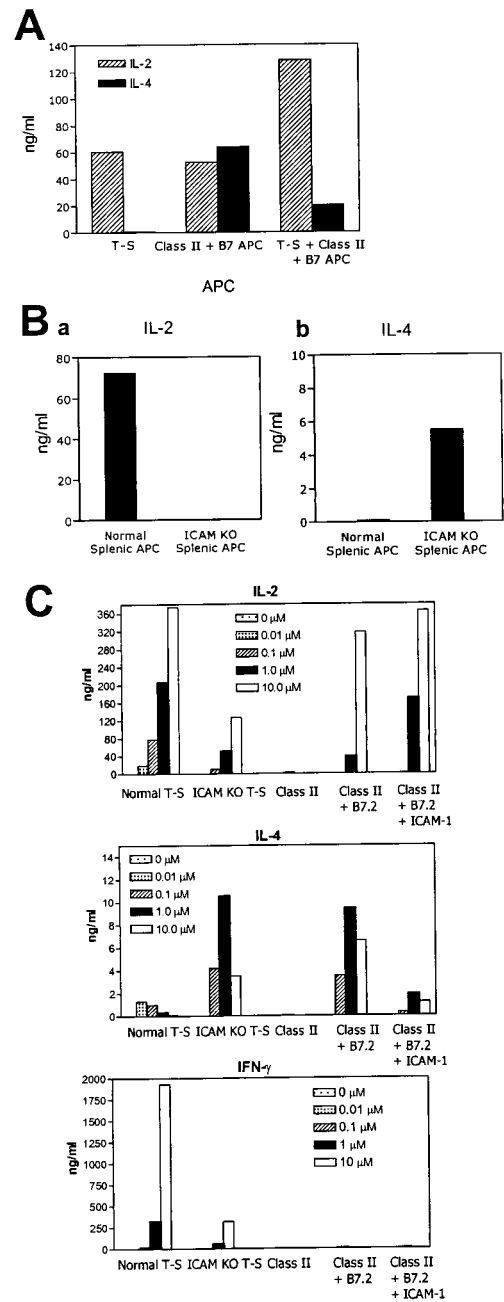 A
140
120
100
80
60
40
20
0
ng/ml
IL-2
IL-4
T-S
Class II + B7 APC
T-S + Class II
+ B7 APC
APC
B
a
IL-2
80
60
40
20
0
ng/ml
Normal
Splenic APC
ICAM KO
Splenic APC
b
IL-4
10
8
6
4
2
0
ng/ml
Normal
Splenic APC
ICAM KO
Splenic APC
C
IL-2
360
320
280
240
200
160
120
80
40
0
ng/ml
0 µM
0.01 µM
0.1 µM
1.0 µM
10.0 µM
Normal T-S
ICAM KO T-S
Class II
Class II
+ B7.2
Class II
+ B7.2
+ ICAM-1
IL-4
14
12
10
8
6
4
2
0
ng/ml
0 µM
0.01 µM
0.1 µM
1.0 µM
10.0 µM
Normal T-S
ICAM KO T-S
Class II
Class II
+ B7.2
Class II
+ B7.2
+ ICAM-1
IFN-γ
2000
1750
1500
1250
1000
750
500
250
0
ng/ml
0 µM
0.01 µM
0.1 µM
1 µM
10 µM
Normal T-S
ICAM KO T-S
Class II
Class II
+ B7.2
Class II
+ B7.2
+ ICAM-1